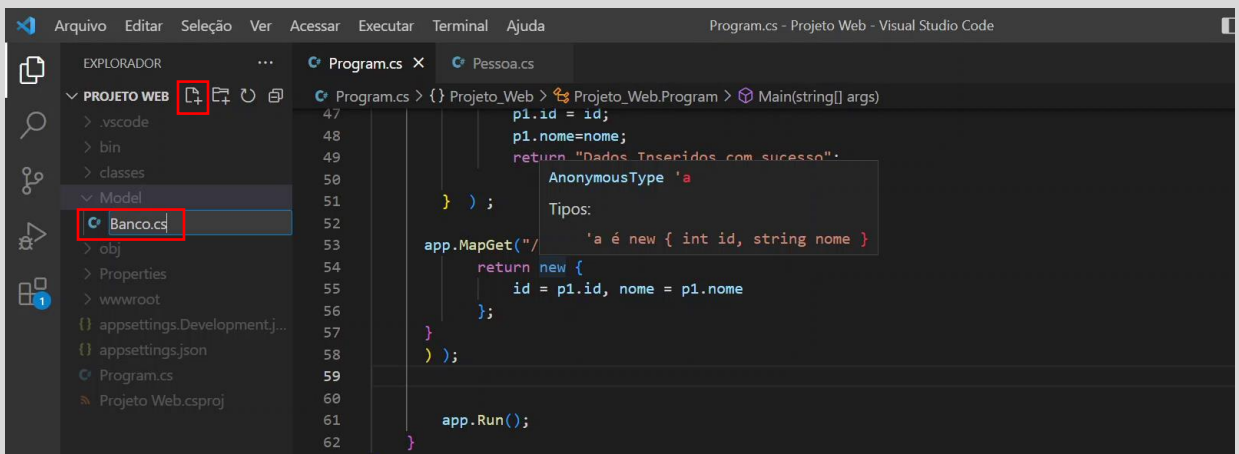 Arquivo Editar Seleção Ver Acessar Executar Terminal Ajuda Program.cs - Projeto Web - Visual Studio Code
EXPLORADOR ...
PROJETO WEB
> .vscode
> bin
> classes
Model
C# Banco.cs
> obj
> Properties
> wwwroot
{} appsettings.Development.j...
{} appsettings.json
C# Program.cs
Projeto Web.csproj
1
C# Program.cs X C# Pessoa.cs
C# Program.cs > {} Projeto_Web > Projeto_Web.Program > Main(string[] args)
47 p1.id = id;
48 p1.nome=nome;
49 return "Dados Inseridos com sucesso";
50
51 } ) ;
52
53 app.MapGet("/
54 return new {
55 id = p1.id, nome = p1.nome
56 };
57 }
58 ) );
59
60
61 app.Run();
62 }
AnonymousType 'a
Tipos:
'a é new { int id, string nome }